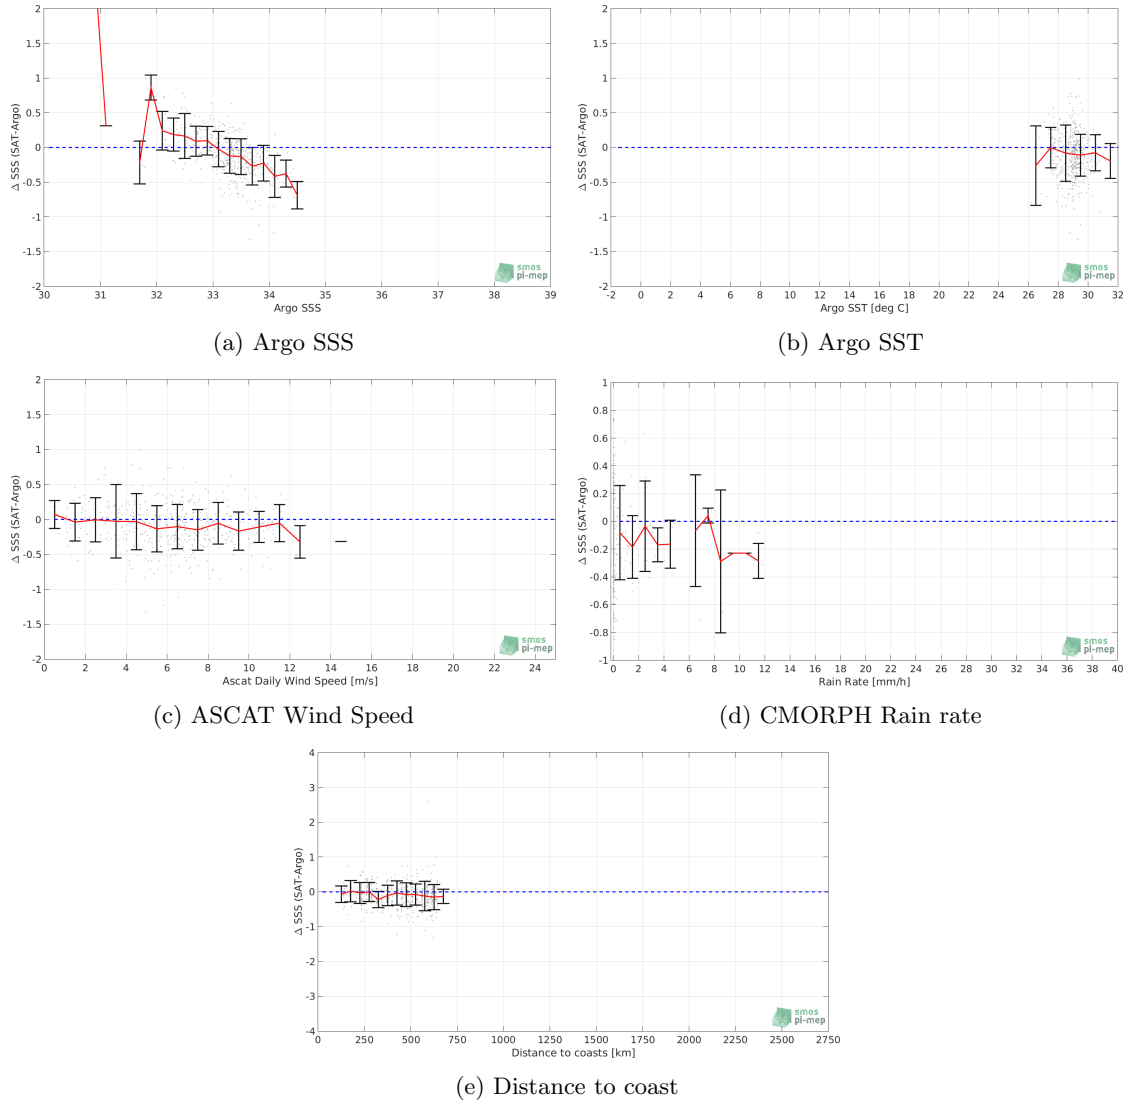 2
1.5
1
0.5
0
-0.5
-1
-1.5
-2
Δ SSS (SAT-Argo)
30 31 32 33 34 35 36 37 38 39
Argo SSS
smos
pi-mep
(a) Argo SSS
2
1.5
1
0.5
0
-0.5
-1
-1.5
-2
Δ SSS (SAT-Argo)
-2 0 2 4 6 8 10 12 14 16 18 20 22 24 26 28 30 32
Argo SST [deg C]
smos
pi-mep
(b) Argo SST
2
1.5
1
0.5
0
-0.5
-1
-1.5
-2
Δ SSS (SAT-Argo)
0 2 4 6 8 10 12 14 16 18 20 22 24
Ascat Daily Wind Speed [m/s]
smos
pi-mep
(c) ASCAT Wind Speed
1
0.8
0.6
0.4
0.2
0
-0.2
-0.4
-0.6
-0.8
-1
Δ SSS (SAT-Argo)
0 2 4 6 8 10 12 14 16 18 20 22 24 26 28 30 32 34 36 38 40
Rain Rate [mm/h]
smos
pi-mep
(d) CMORPH Rain rate
4
3
2
1
0
-1
-2
-3
-4
Δ SSS (SAT-Argo)
0 250 500 750 1000 1250 1500 1750 2000 2250 2500 2750
Distance to coasts [km]
smos
pi-mep
(e) Distance to coast